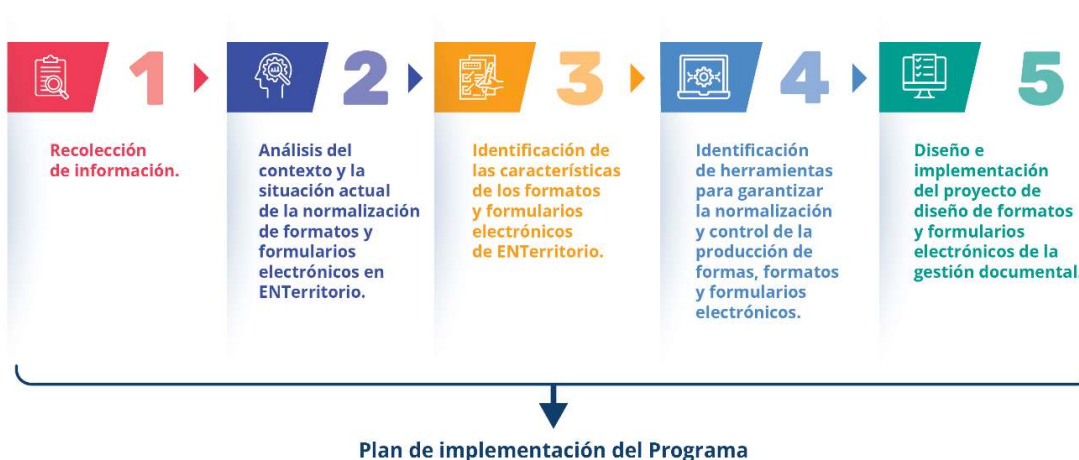 1
Recolección
de información.
2
Análisis del
contexto y la
situación actual
de la normalización
de formatos y
formularios
electrónicos en
ENTerritorio.
3
Identificación de
las características
de los formatos
y formularios
electrónicos
de ENTerritorio.
4
Identificación
de herramientas
para garantizar
la normalización
y control de la
producción de
formas, formatos
y formularios
electrónicos.
5
Diseño e
implementación
del proyecto de
diseño de formatos
y formularios
electrónicos de la
gestión documental
Plan de implementación del Programa